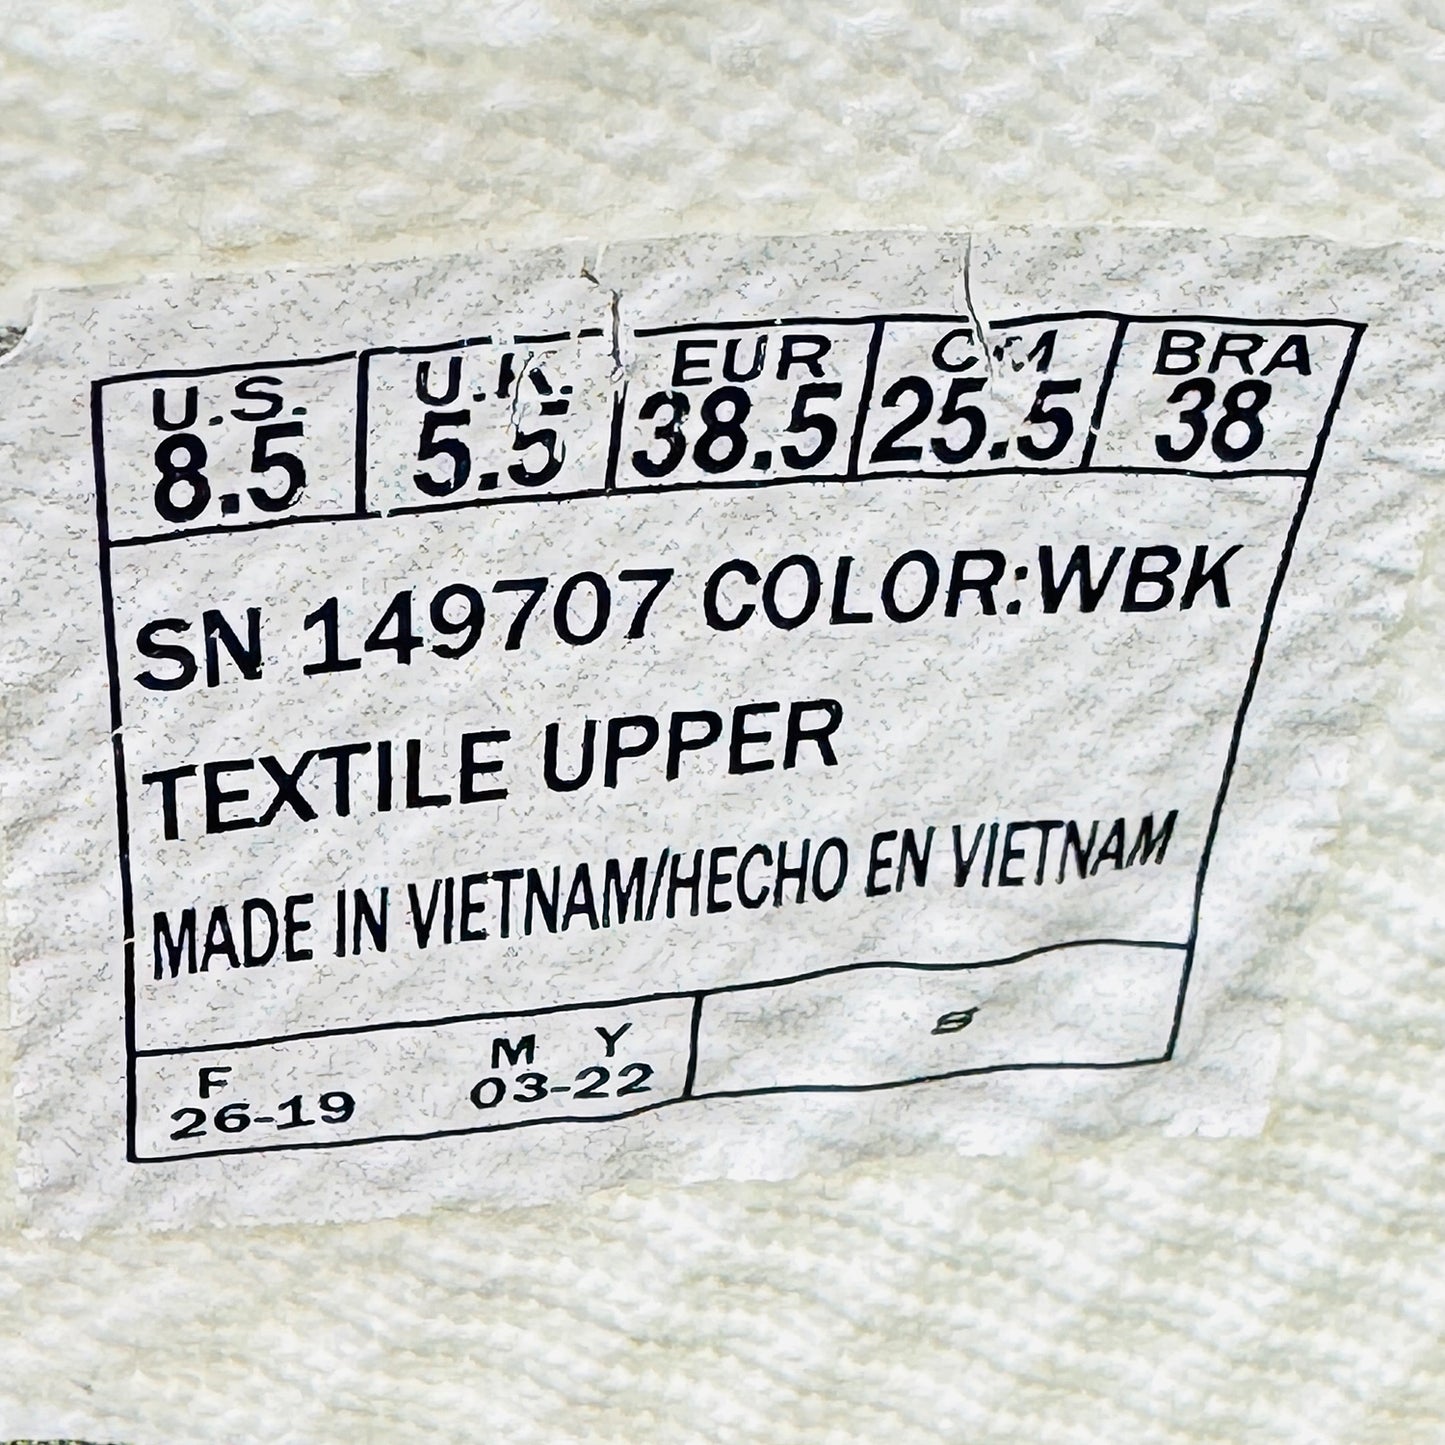 U.S. U.K. EUR CM BRA
8.5 5.5 38.5 25.5 38
SN 149707 COLOR:WBK
TEXTILE UPPER
MADE IN VIETNAM/HECHO EN VIETNAM
F M Y
26-19 03-22